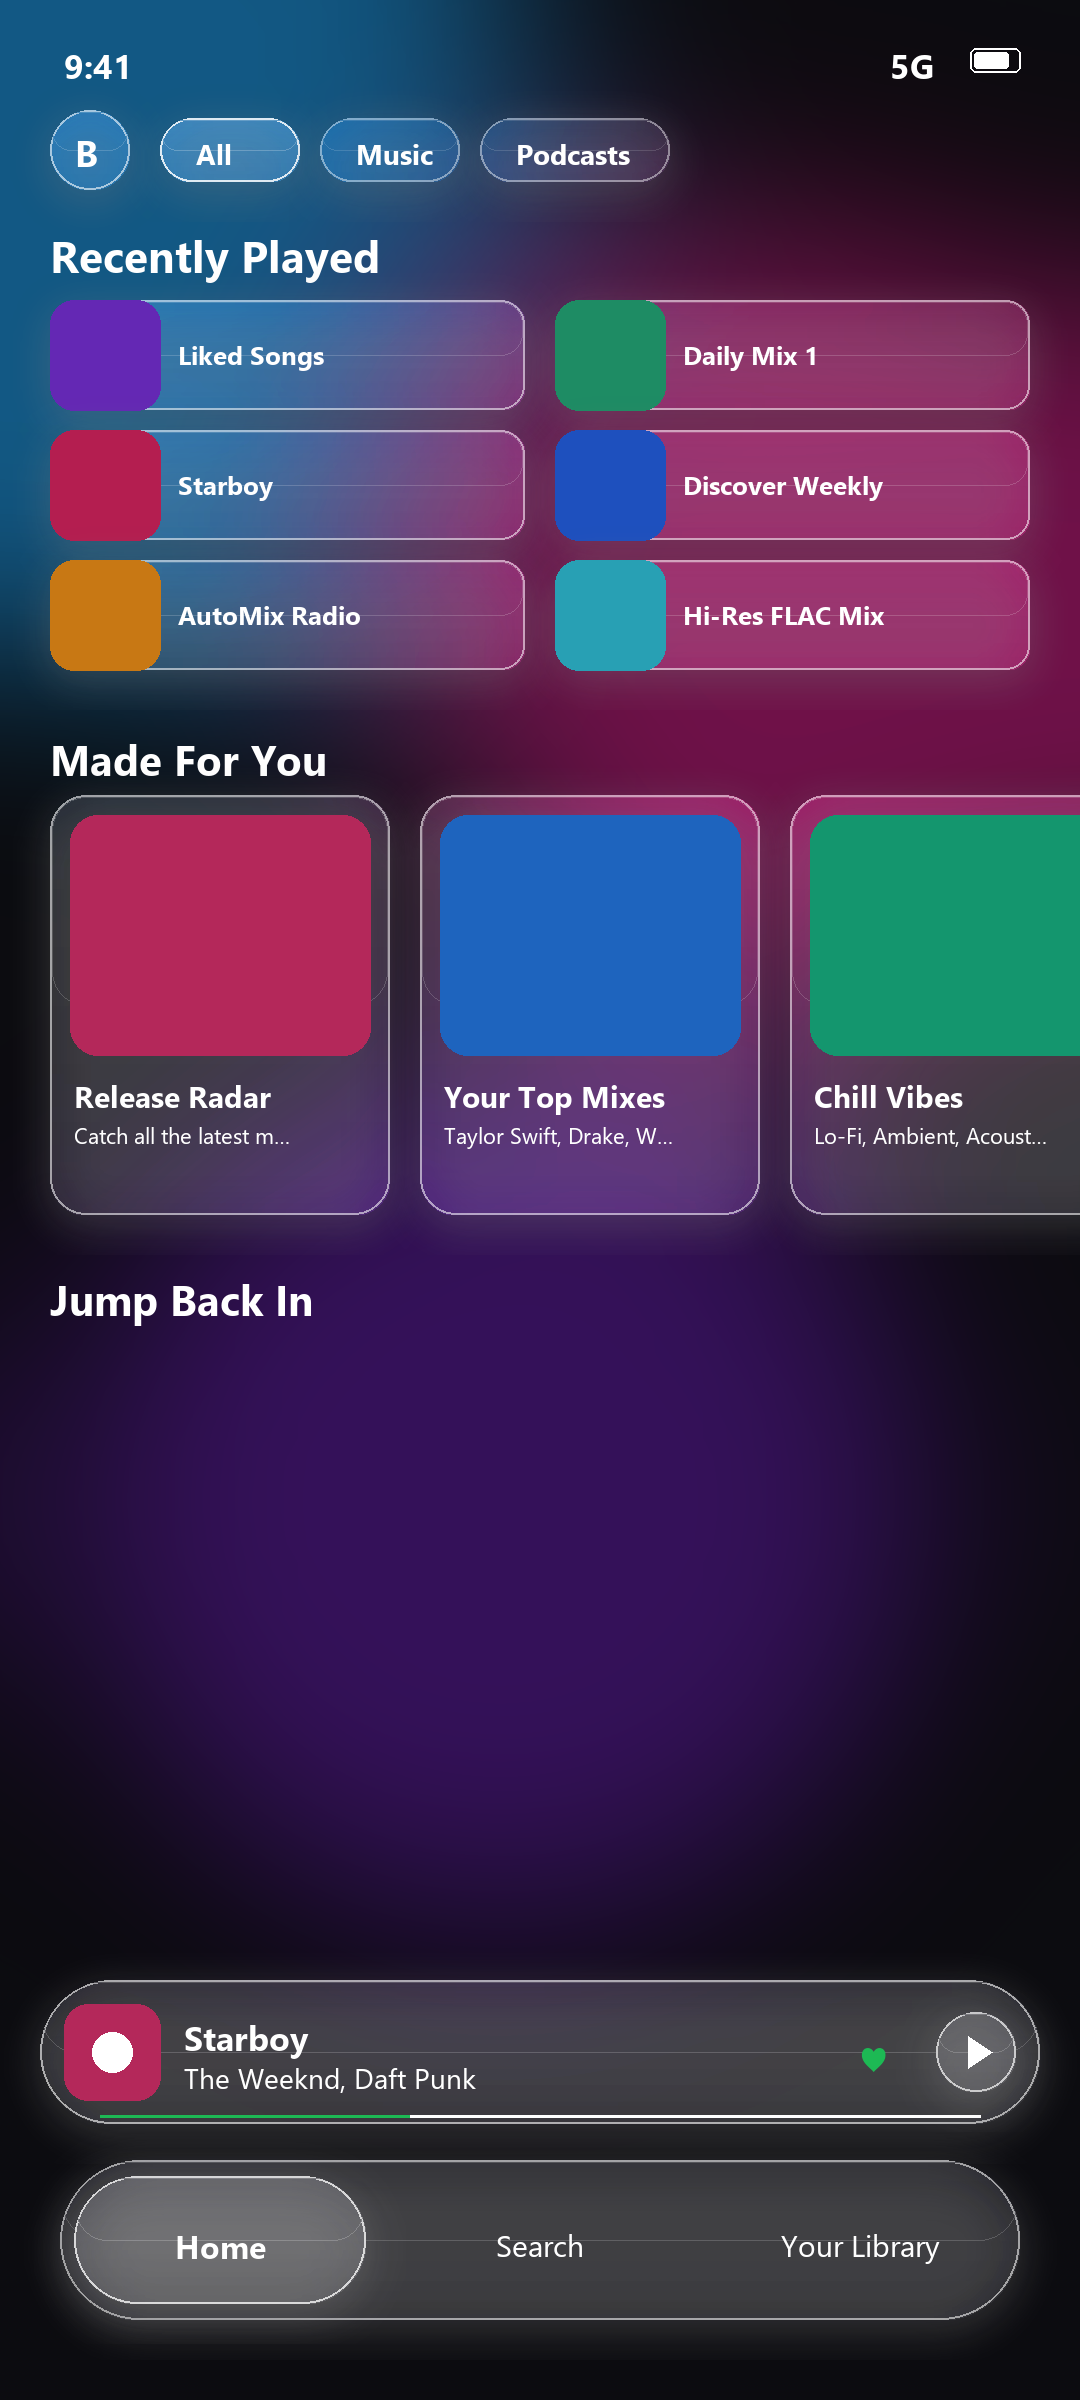 9:41 5G
B All Music Podcasts
Recently Played
Liked Songs Daily Mix 1
Starboy Discover Weekly
AutoMix Radio Hi-Res FLAC Mix
Made For You
Release Radar Your Top Mixes Chill Vibes
Catch all the latest m... Taylor Swift, Drake, W... Lo-Fi, Ambient, Acoust...
Jump Back In
Starboy
The Weeknd, Daft Punk
Home Search Your Library